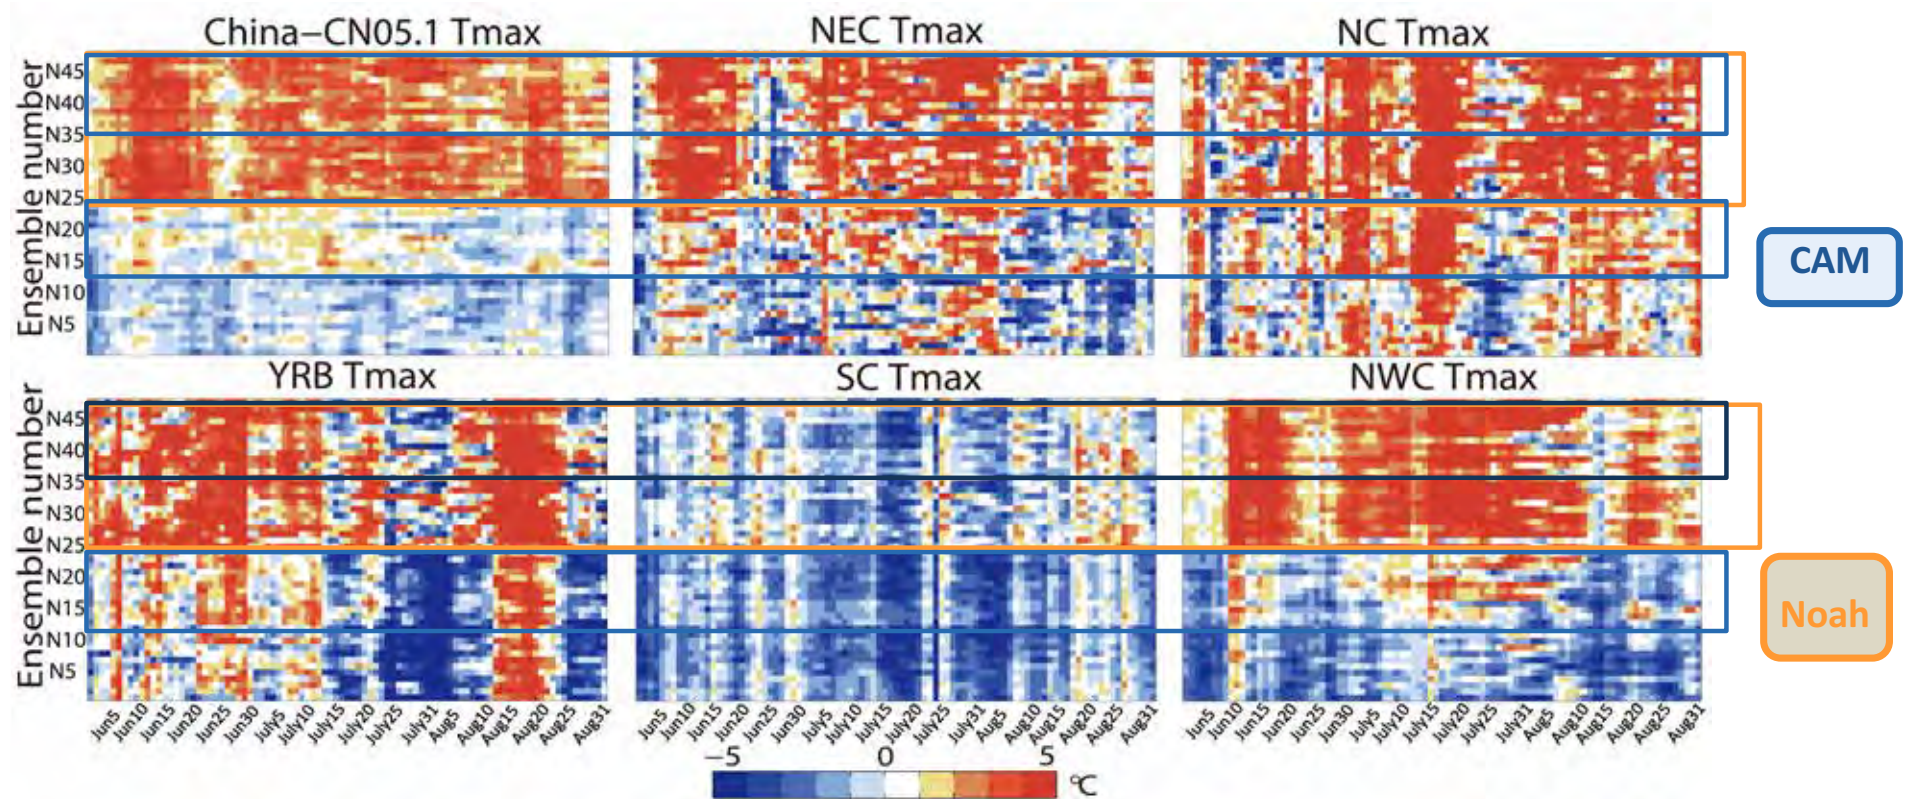 China−CN05.1 Tmax
NEC Tmax
NC Tmax
Ensemble number
N45
N40
N35
N30
N25
N20
N15
N10
N5
CAM
YRB Tmax
SC Tmax
NWC Tmax
Ensemble number
N45
N40
N35
N30
N25
N20
N15
N10
N5
Noah
Jun5 Jun10 Jun15 Jun20 Jun25 Jun30 July5 July10 July15 July20 July25 July31 Aug5 Aug10 Aug15 Aug20 Aug25 Aug31
Jun5 Jun10 Jun15 Jun20 Jun25 Jun30 July5 July10 July15 July20 July25 July31 Aug5 Aug10 Aug15 Aug20 Aug25 Aug31
Jun5 Jun10 Jun15 Jun20 Jun25 Jun30 July5 July10 July15 July20 July25 July31 Aug5 Aug10 Aug15 Aug20 Aug25 Aug31
−5 0 5
℃